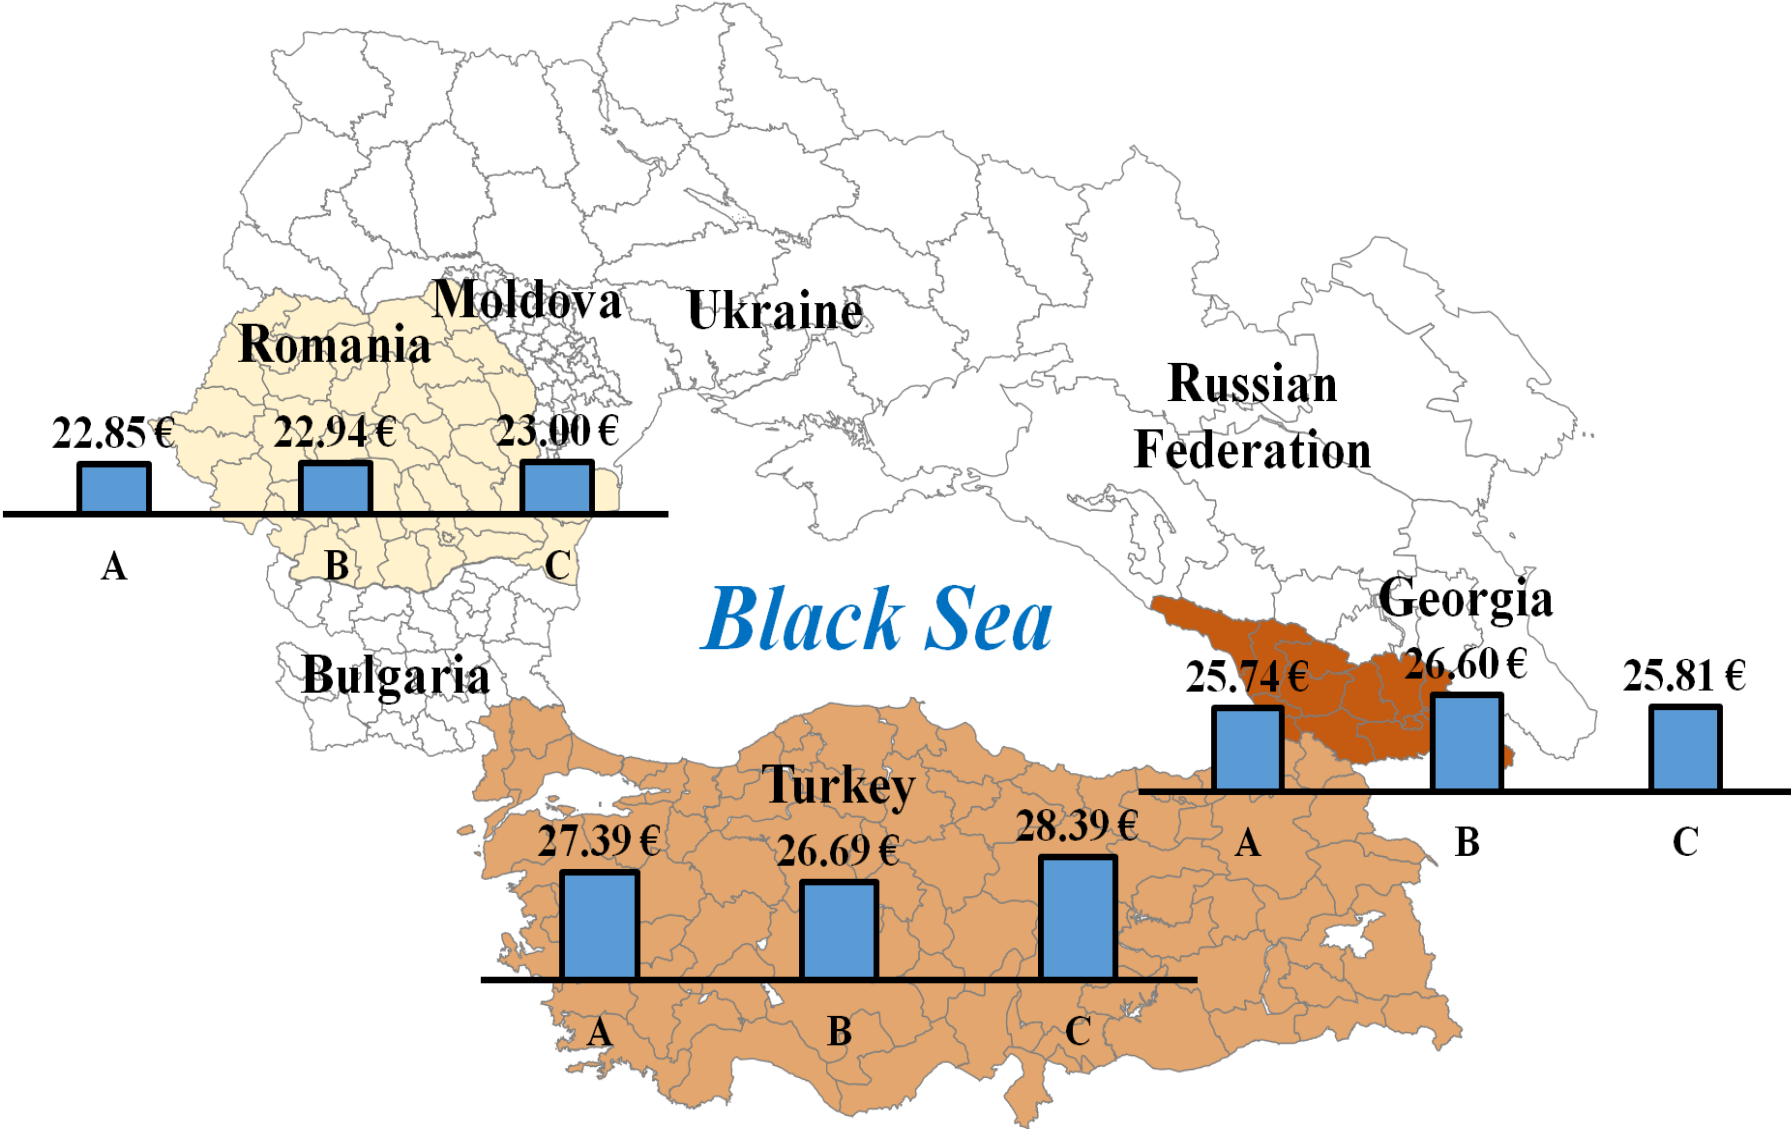 Moldova
Ukraine
Romania
Russian
Federation
22.85 €
22.94 €
23.00 €
A
B
C
Black Sea
Georgia
Bulgaria
25.74 €
26.60 €
25.81 €
A
B
C
Turkey
27.39 €
26.69 €
28.39 €
A
B
C